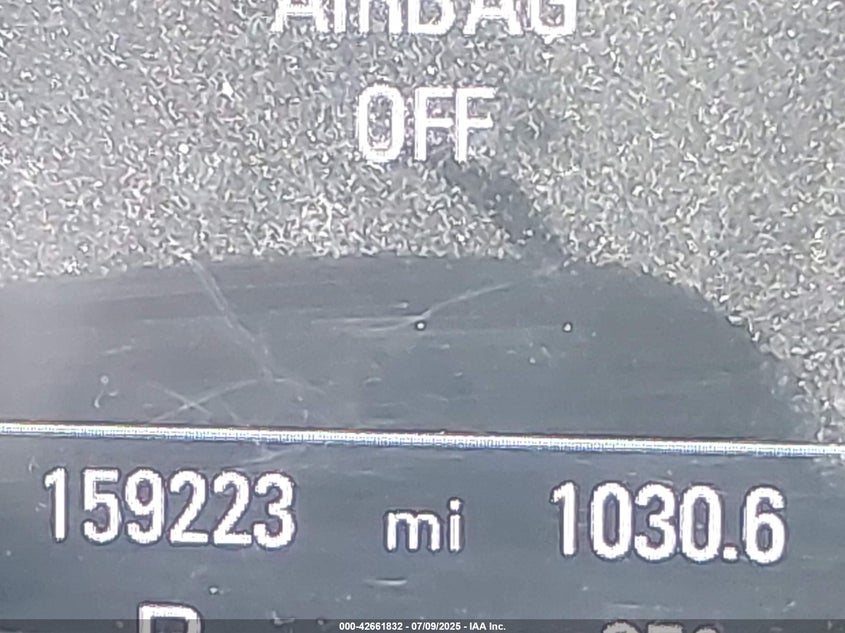 AIRBAG
OFF
159223 mi 1030.6
000-42661832 - 07/09/2025 - IAA Inc.